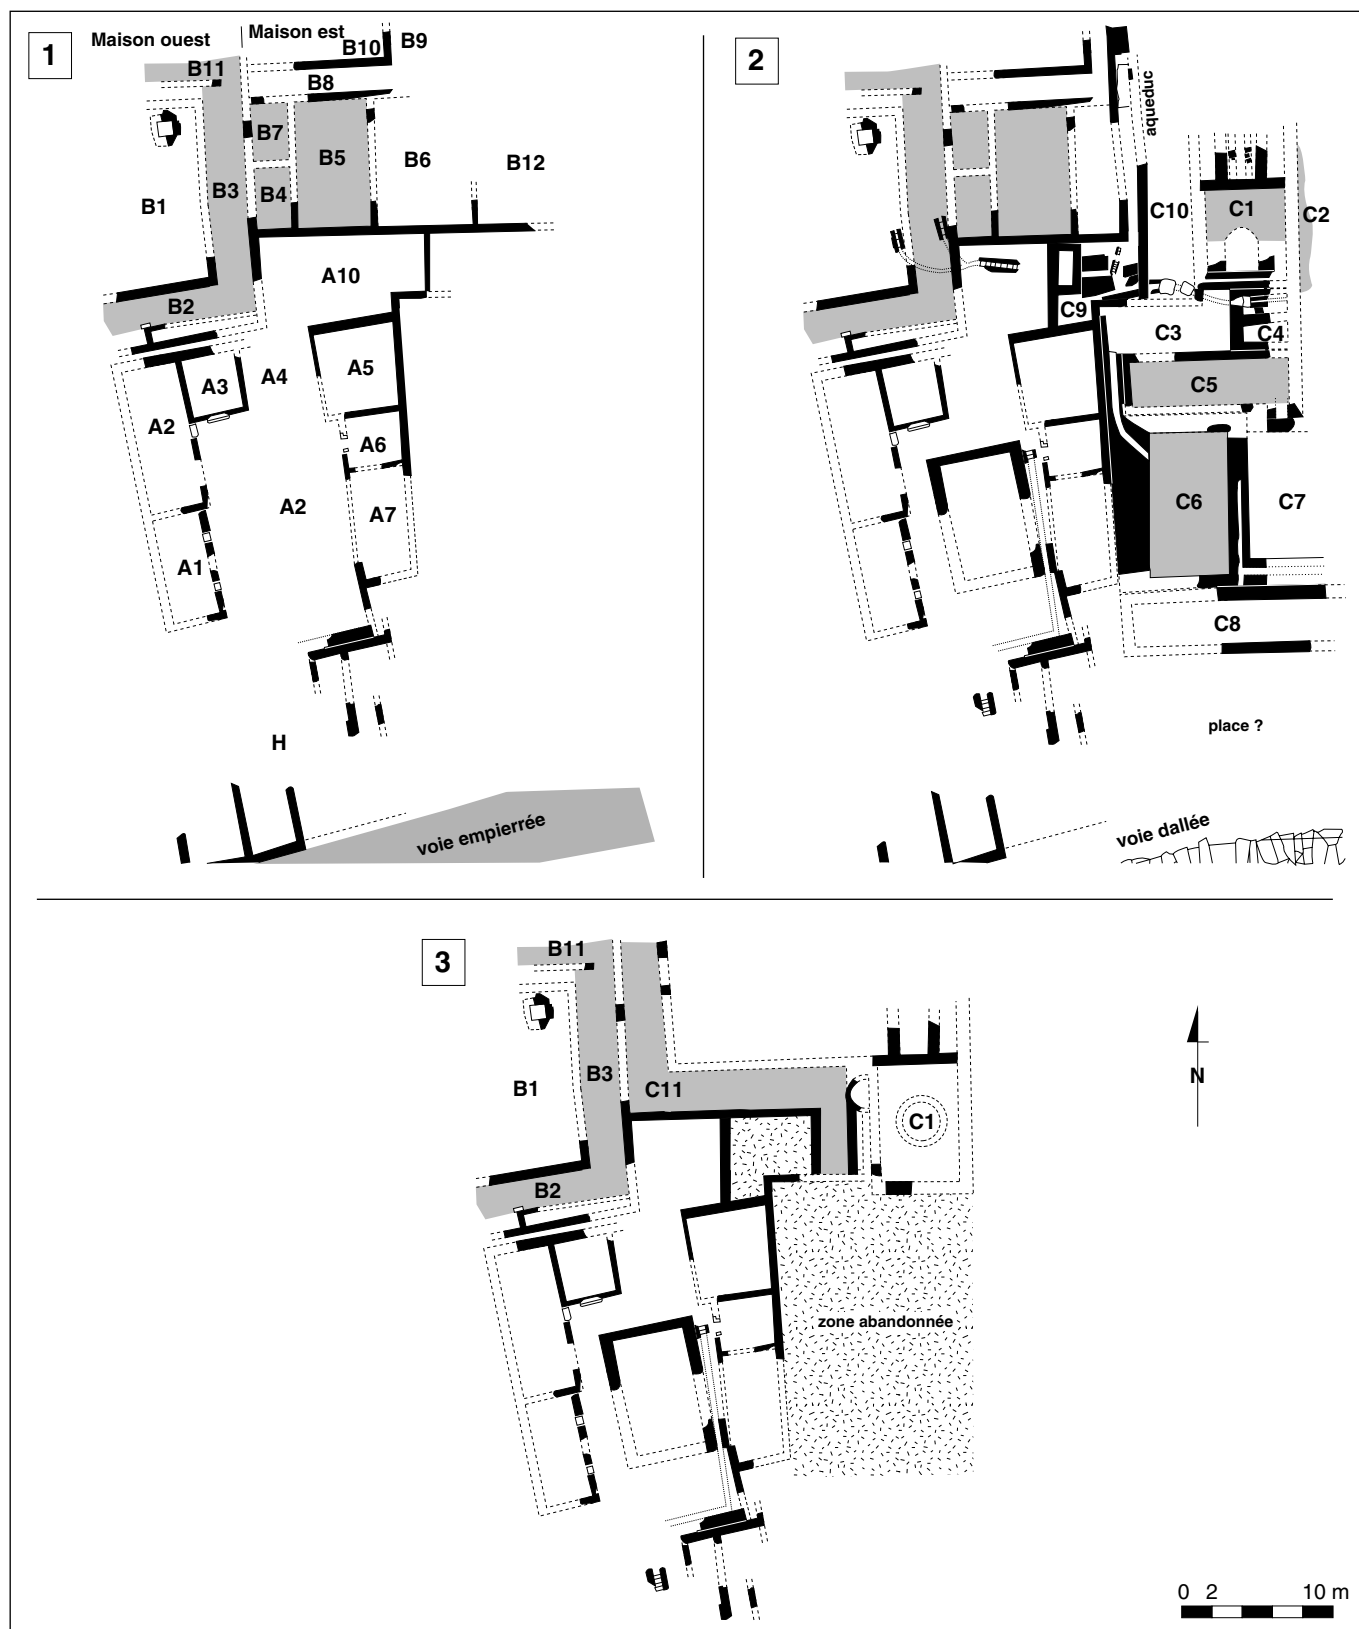 1
Maison ouest
Maison est
B10
B9
B11
B8
B7
B5
B6
B12
B4
B3
B1
A10
B2
A3
A4
A5
A2
A6
A2
A7
A1
H
voie empierrée
2
aqueduc
C10
C1
C2
C9
C3
C4
C5
C6
C7
C8
place ?
voie dallée
3
B11
B3
B1
C11
C1
B2
zone abandonnée
N
0 2 10 m